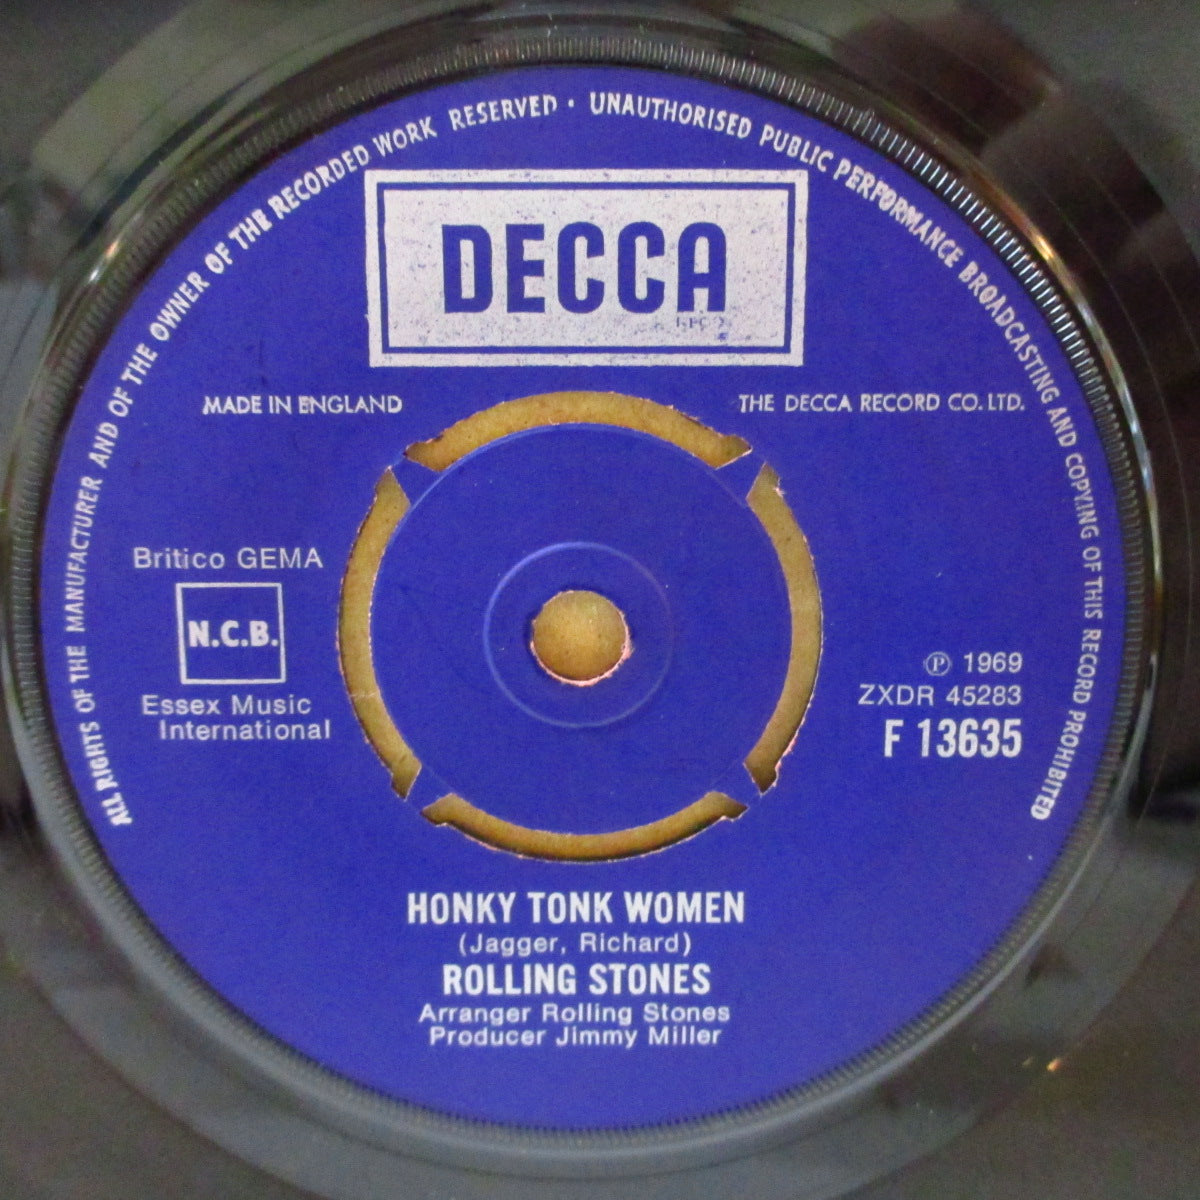 ALL RIGHTS OF THE MANUFACTURER AND OF THE OWNER OF THE RECORDED WORK RESERVED • UNAUTHORISED PUBLIC PERFORMANCE BROADCASTING AND COPYING OF THIS RECORD PROHIBITED
DECCA
MADE IN ENGLAND
THE DECCA RECORD CO. LTD.
Britico GEMA
N.C.B.
Essex Music
International
℗ 1969
ZXDR 45283
F 13635
HONKY TONK WOMEN
(Jagger, Richard)
ROLLING STONES
Arranger Rolling Stones
Producer Jimmy Miller